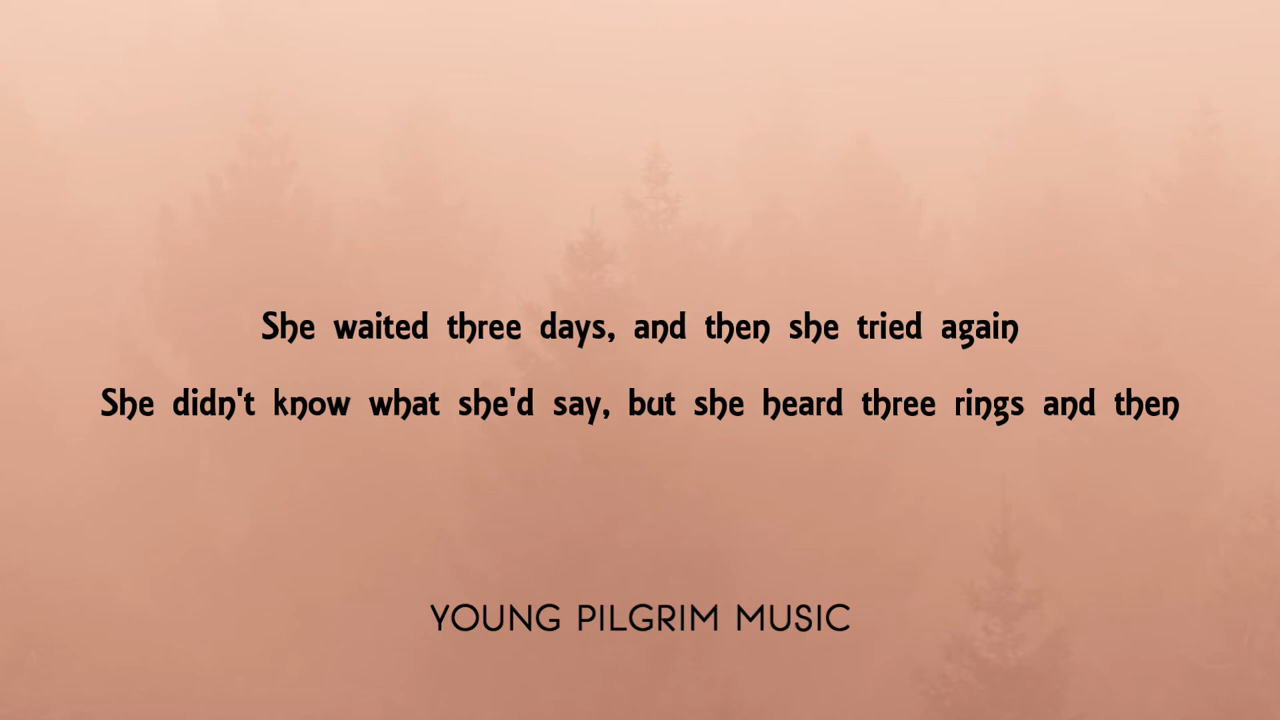 She waited three days, and then she tried again
She didn't know what she'd say, but she heard three rings and then
YOUNG PILGRIM MUSIC